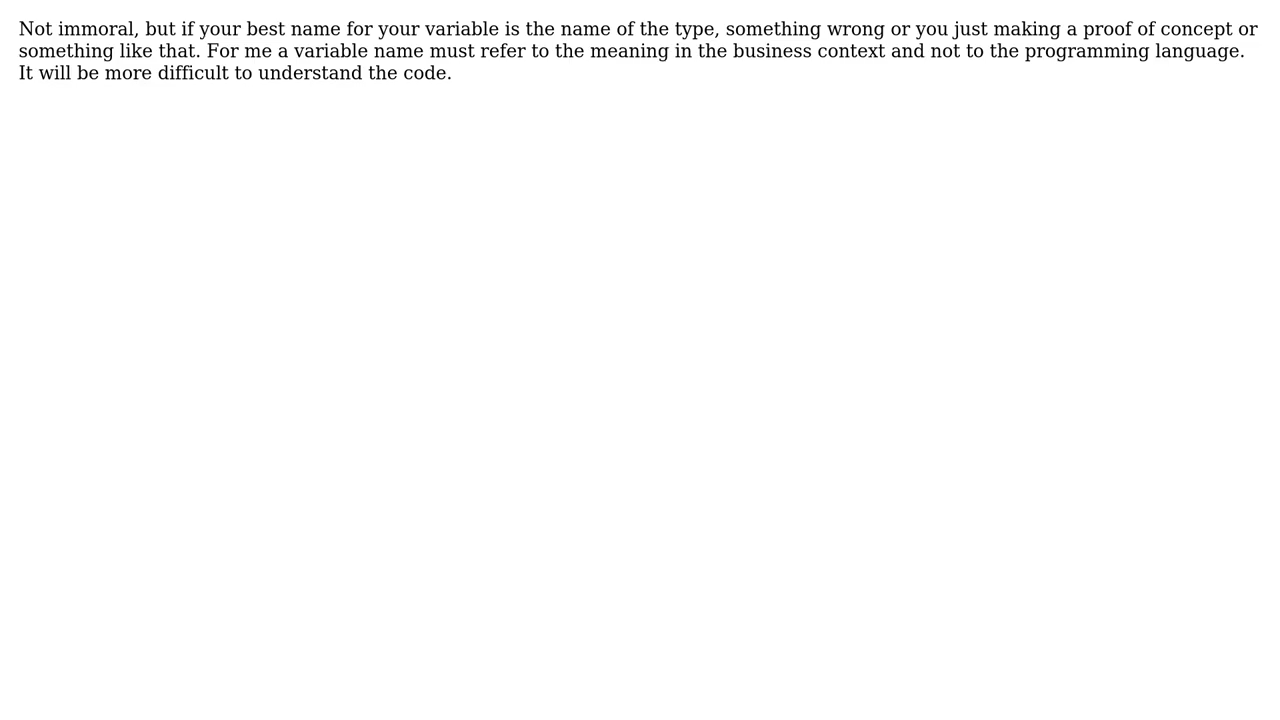 Not immoral, but if your best name for your variable is the name of the type, something wrong or you just making a proof of concept or
something like that. For me a variable name must refer to the meaning in the business context and not to the programming language.
It will be more difficult to understand the code.